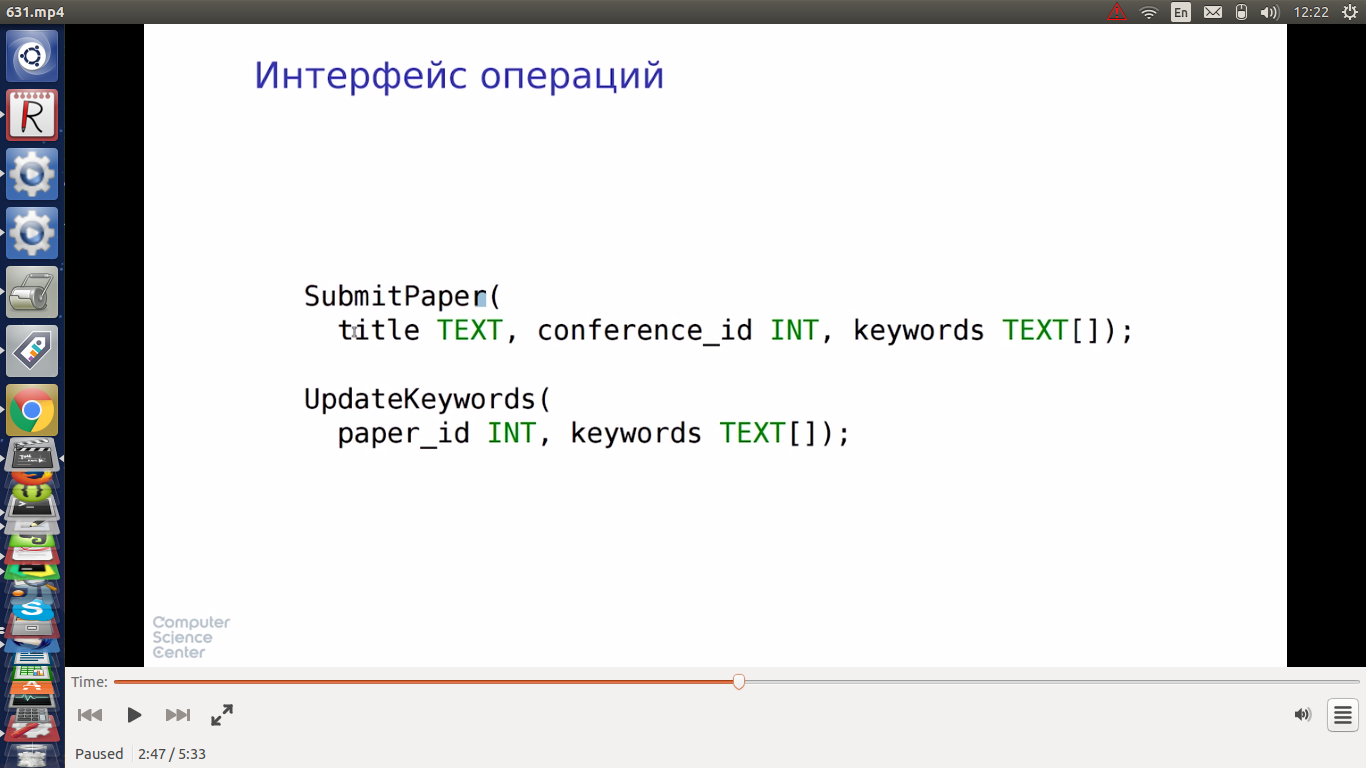 631.mp4
En
12:22
Интерфейс операций
SubmitPaper(
title TEXT, conference_id INT, keywords TEXT[]);
UpdateKeywords(
paper_id INT, keywords TEXT[]);
Computer
Science
Center
Time:
Paused 2:47 / 5:33